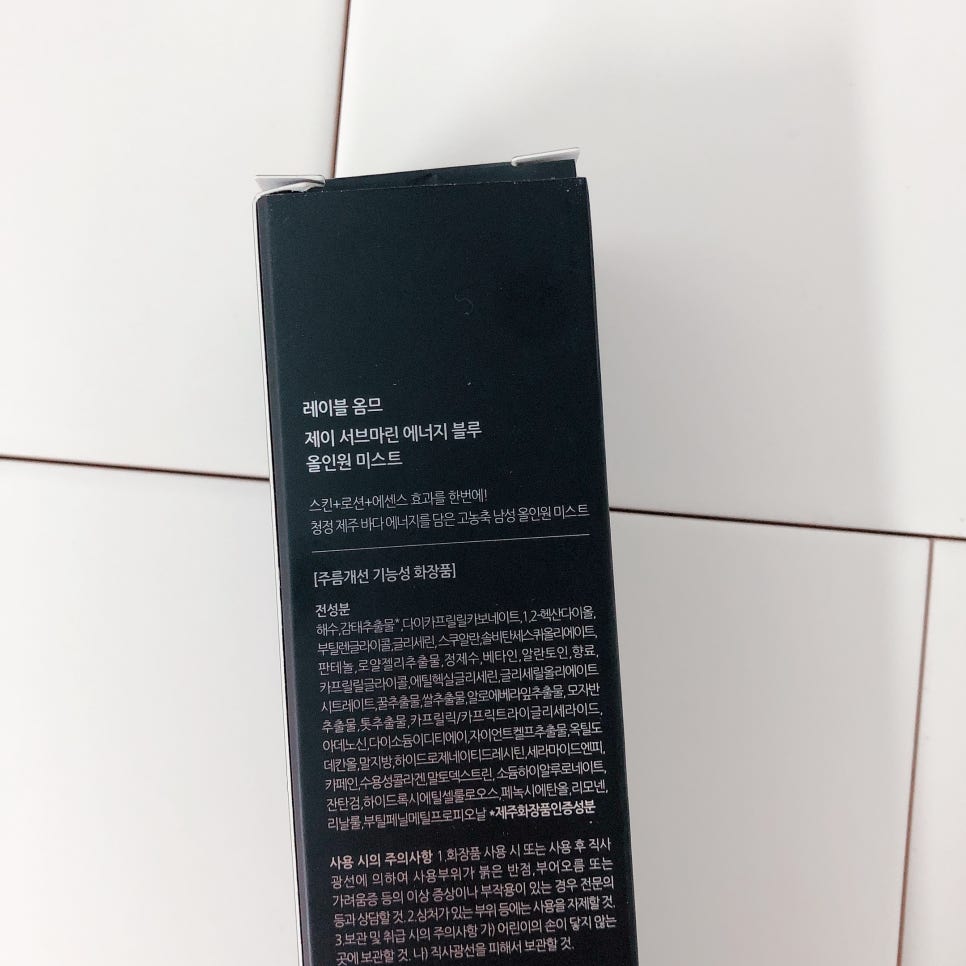 레이블 옴므
제이 서브마린 에너지 블루
올인원 미스트
스킨+로션+에센스 효과를 한번에!
청정 제주 바다 에너지를 담은 고농축 남성 올인원 미스트
[주름개선 기능성 화장품]
전성분
해수,감태추출물*,다이카프릴릴카보네이트,1,2-헥산다이올,
부틸렌글라이콜,글리세린,스쿠알란,솔비탄세스퀴올리에이트,
판테놀,로얄젤리추출물,정제수,베타인,알란토인,향료,
카프릴릴글라이콜,에틸헥실글리세린,글리세릴올리에이트
시트레이트,꿀추출물,쌀추출물,알로에베라잎추출물,모자반
추출물,톳추출물,카프릴릭/카프릭트라이글리세라이드,
아데노신,다이소듐이디티에이,자이언트켈프추출물,옥틸도
데칸올,말지방,하이드로제네이티드레시틴,세라마이드엔피,
카페인,수용성콜라겐,말토덱스트린,소듐하이알루로네이트,
잔탄검,하이드록시에틸셀룰로오스,페녹시에탄올,리모넨,
리날룰,부틸페닐메틸프로피오날 *제주화장품인증성분
사용 시의 주의사항 1.화장품 사용 시 또는 사용 후 직사
광선에 의하여 사용부위가 붉은 반점,부어오름 또는
가려움증 등의 이상 증상이나 부작용이 있는 경우 전문의
등과 상담할 것. 2.상처가 있는 부위 등에는 사용을 자제할 것.
3.보관 및 취급 시의 주의사항 가) 어린이의 손이 닿지 않는
곳에 보관할 것. 나) 직사광선을 피해서 보관할 것.